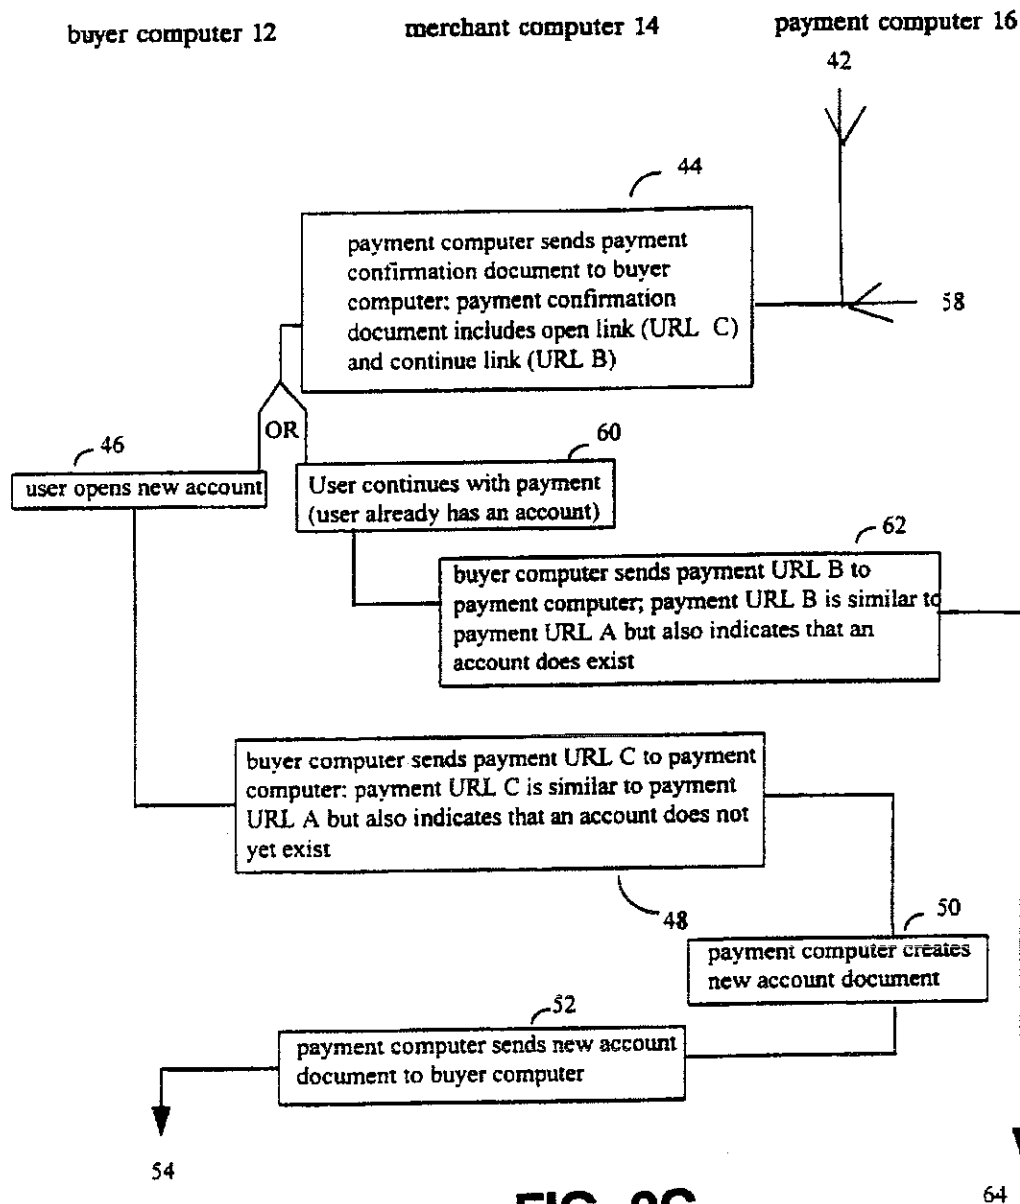 buyer computer 12
merchant computer 14
payment computer 16
42
44
payment computer sends payment
confirmation document to buyer
computer; payment confirmation
document includes open link (URL C)
and continue link (URL B)
58
OR
46
user opens new account
60
User continues with payment
(user already has an account)
62
buyer computer sends payment URL B to
payment computer; payment URL B is similar to
payment URL A but also indicates that an
account does exist
buyer computer sends payment URL C to payment
computer: payment URL C is similar to payment
URL A but also indicates that an account does not
yet exist
48
50
payment computer creates
new account document
52
payment computer sends new account
document to buyer computer
54
64